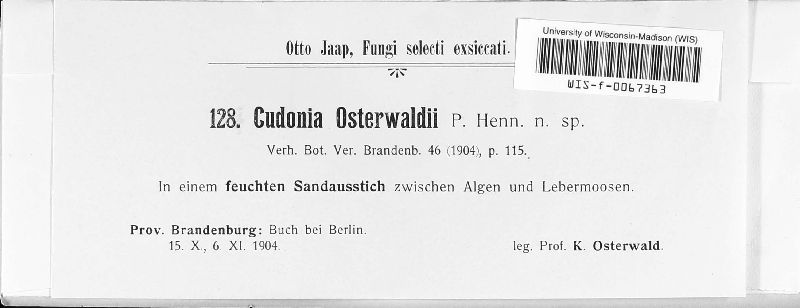 Otto Jaap, Fungi selecti exsiccati.
University of Wisconsin-Madison (WIS)
WIS-f-0067363
128. Cudonia Osterwaldii P. Henn. n. sp.
Verh. Bot. Ver. Brandenb. 46 (1904), p. 115.
In einem feuchten Sandausstich zwischen Algen und Lebermoosen.
Prov. Brandenburg: Buch bei Berlin.
15. X., 6. XI. 1904.
leg. Prof. K. Osterwald.